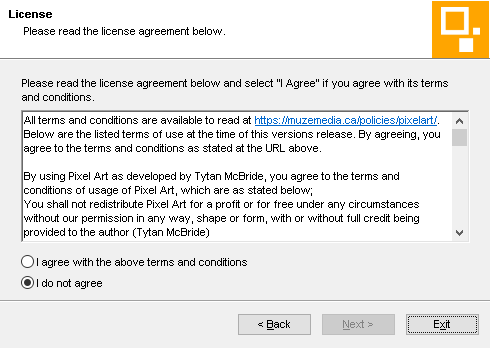 License
Please read the license agreement below.
Please read the license agreement below and select "I Agree" if you agree with its terms
and conditions.
All terms and conditions are available to read at https://muzemedia.ca/policies/pixelart/.
Below are the listed terms of use at the time of this versions release. By agreeing, you
agree to the terms and conditions as stated at the URL above.
By using Pixel Art as developed by Tytan McBride, you agree to the terms and
conditions of usage of Pixel Art, which are as stated below;
You shall not redistribute Pixel Art for a profit or for free under any circumstances
without our permission in any way, shape or form, with or without full credit being
provided to the author (Tytan McBride)
I agree with the above terms and conditions
I do not agree
< Back
Next >
Exit